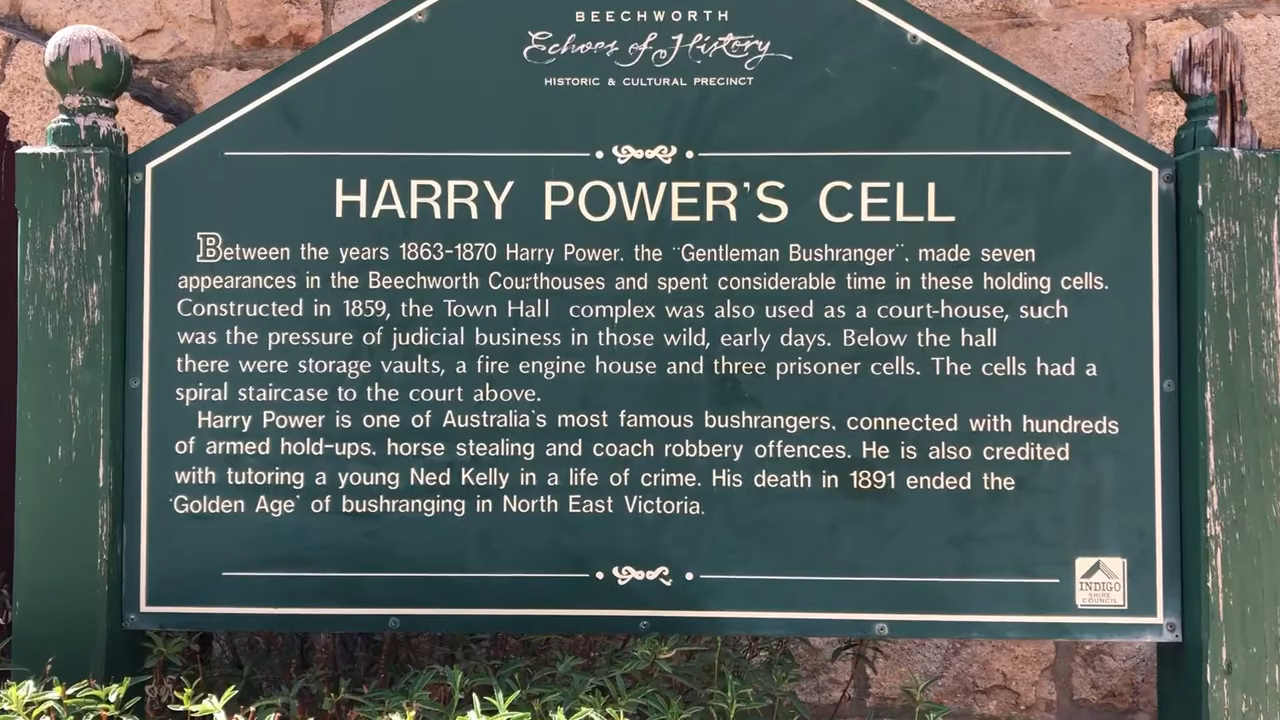 BEECHWORTH
Echoes of History
HISTORIC & CULTURAL PRECINCT
HARRY POWER'S CELL
Between the years 1863-1870 Harry Power, the "Gentleman Bushranger", made seven
appearances in the Beechworth Courthouses and spent considerable time in these holding cells.
Constructed in 1859, the Town Hall complex was also used as a court-house, such
was the pressure of judicial business in those wild, early days. Below the hall
there were storage vaults, a fire engine house and three prisoner cells. The cells had a
spiral staircase to the court above.
Harry Power is one of Australia's most famous bushrangers, connected with hundreds
of armed hold-ups, horse stealing and coach robbery offences. He is also credited
with tutoring a young Ned Kelly in a life of crime. His death in 1891 ended the
'Golden Age' of bushranging in North East Victoria.
INDIGO
SHIRE
COUNCIL